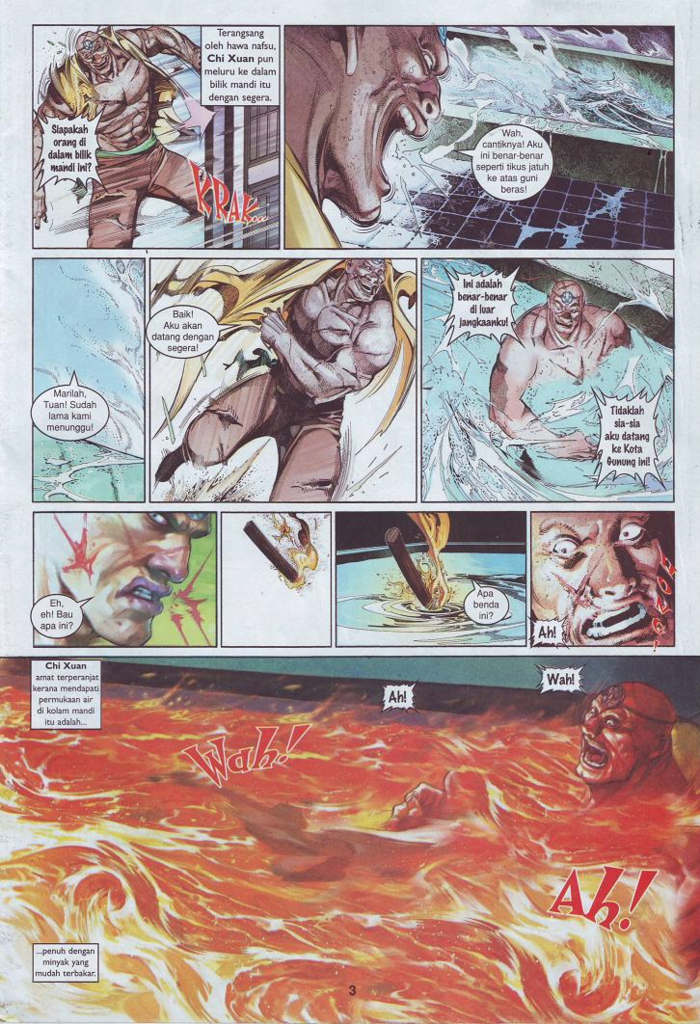 Terangsang
oleh hawa nafsu,
Chi Xuan pun
meluru ke dalam
bilik mandi itu
dengan segera.
Siapakah
orang di
dalam bilik
mandi ini?
KRAK...
Wah,
cantiknya! Aku
ini benar-benar
seperti tikus jatuh
ke atas guni
beras!
Marilah,
Tuan! Sudah
lama kami
menunggu!
Baik!
Aku akan
datang dengan
segera!
Ini adalah
benar-benar
di luar
jangkaanku!
Tidaklah
sia-sia
aku datang
ke Kota
Gunung ini!
Eh,
eh! Bau
apa ini?
Apa
benda
ini?
Ah!
Chi Xuan
amat terperanjat
kerana mendapati
permukaan air
di kolam mandi
itu adalah...
Ah!
Wah!
Wah!
Ah!
...penuh dengan
minyak yang
mudah terbakar.
3